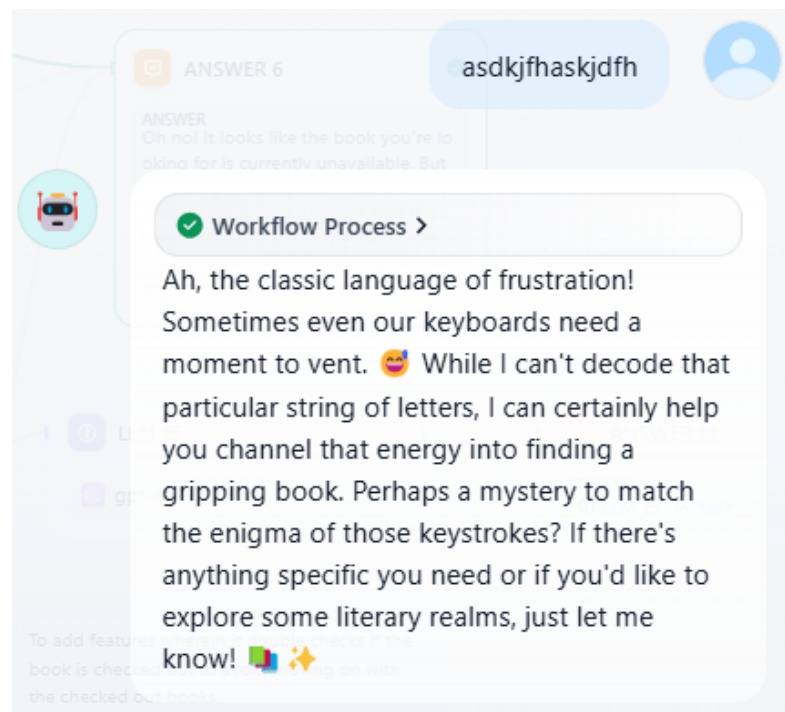 ANSWER 6
asdkjfhaskjdfh
ANSWER
Oh no! It looks like the book you're lo
oking for is currently unavailable. But
Workflow Process
Ah, the classic language of frustration!
Sometimes even our keyboards need a
moment to vent. 😅 While I can't decode that
particular string of letters, I can certainly help
you channel that energy into finding a
gripping book. Perhaps a mystery to match
the enigma of those keystrokes? If there's
anything specific you need or if you'd like to
explore some literary realms, just let me
know! 📚 ✨
To add features
book is checked
the checked out books